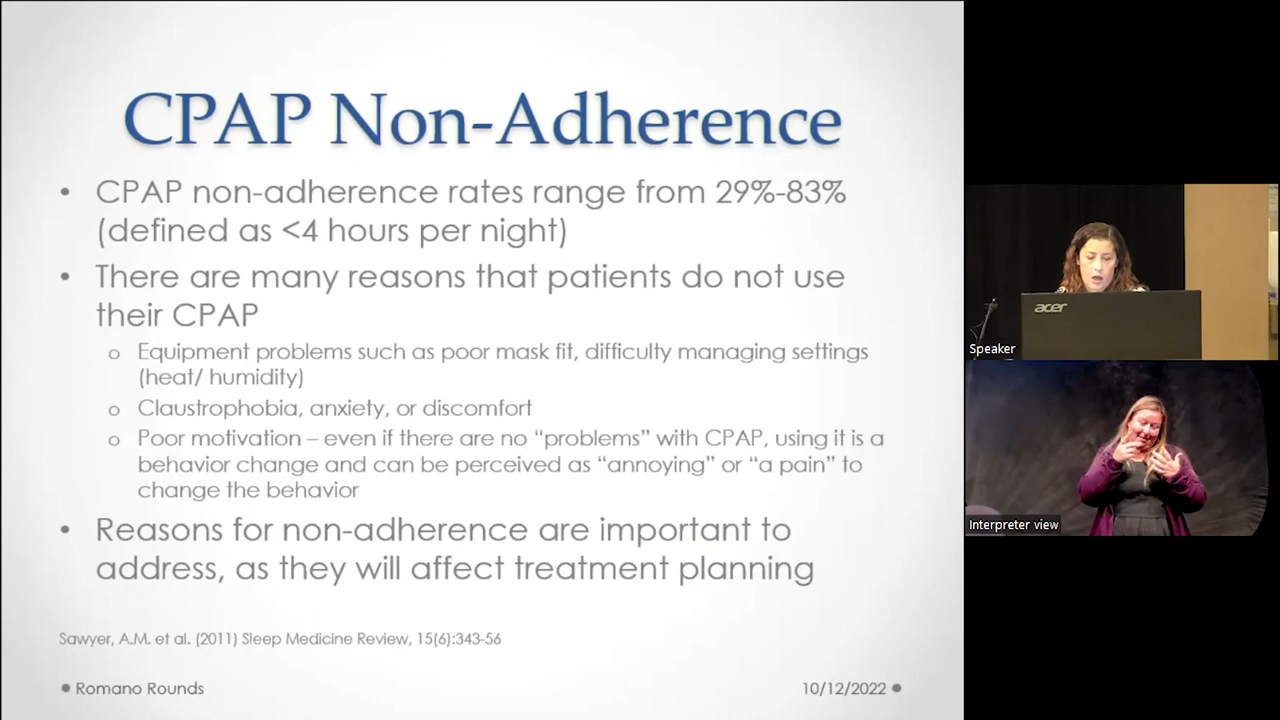 CPAP Non-Adherence
• CPAP non-adherence rates range from 29%-83%
(defined as <4 hours per night)
• There are many reasons that patients do not use
their CPAP
o Equipment problems such as poor mask fit, difficulty managing settings
(heat/ humidity)
o Claustrophobia, anxiety, or discomfort
o Poor motivation – even if there are no “problems” with CPAP, using it is a
behavior change and can be perceived as “annoying” or “a pain” to
change the behavior
• Reasons for non-adherence are important to
address, as they will affect treatment planning
Sawyer, A.M. et al. (2011) Sleep Medicine Review, 15(6):343-56
• Romano Rounds
10/12/2022 •
acer
Speaker
Interpreter view